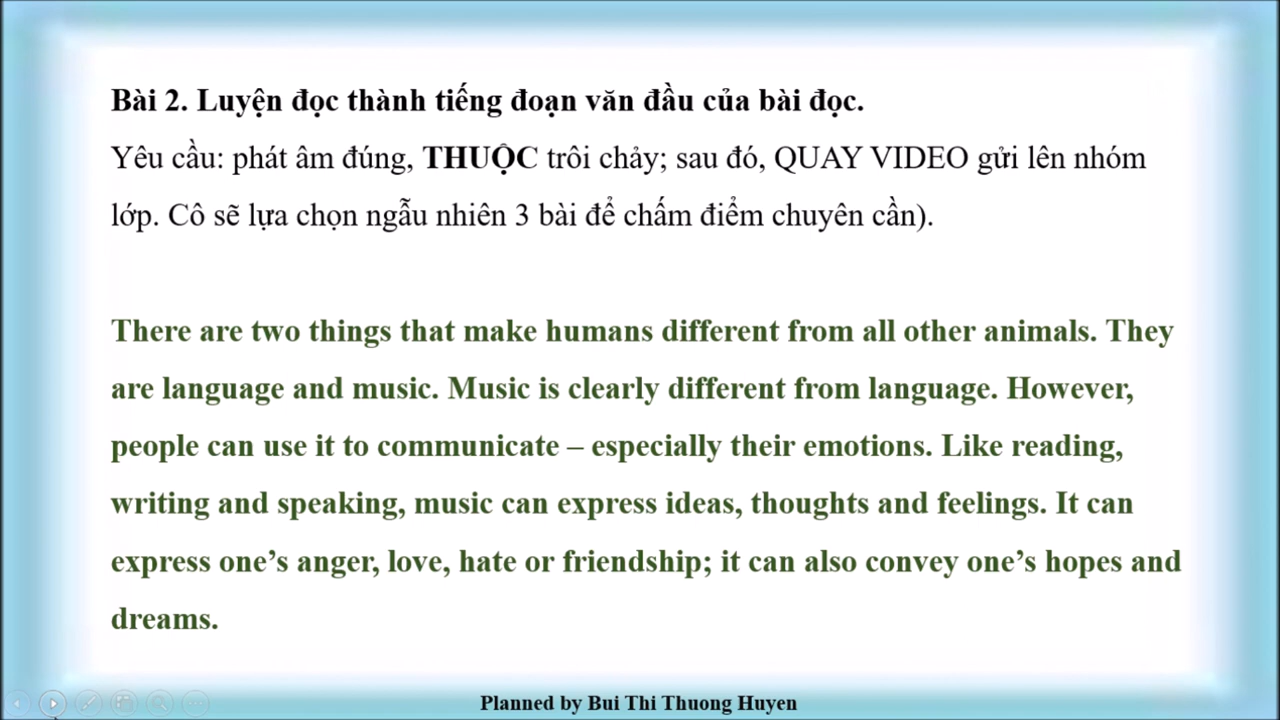 Bài 2. Luyện đọc thành tiếng đoạn văn đầu của bài đọc.
Yêu cầu: phát âm đúng, THUỘC trôi chảy; sau đó, QUAY VIDEO gửi lên nhóm
lớp. Cô sẽ lựa chọn ngẫu nhiên 3 bài để chấm điểm chuyên cần).
There are two things that make humans different from all other animals. They
are language and music. Music is clearly different from language. However,
people can use it to communicate – especially their emotions. Like reading,
writing and speaking, music can express ideas, thoughts and feelings. It can
express one’s anger, love, hate or friendship; it can also convey one’s hopes and
dreams.
Planned by Bui Thi Thuong Huyen